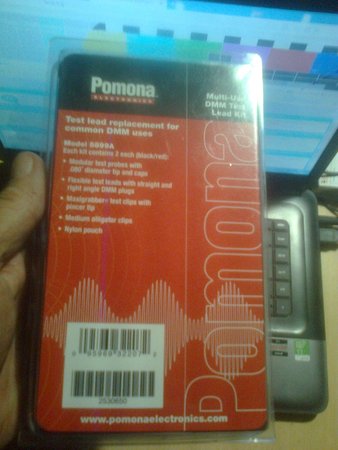 Pomona
ELECTRONICS
Multi-Use
DMM Test
Lead Kit
Test lead replacement for
common DMM uses
Model 6899A
Each kit contains 2 each (black/red):
• Modular test probes with
.080" diameter tip and caps
• Flexible test leads with straight and
right angle DMM plugs
• Maxigrabber test clips with
pincer tip
• Medium alligator clips
• Nylon pouch
Pomona
2530650
www.pomonaelectronics.com